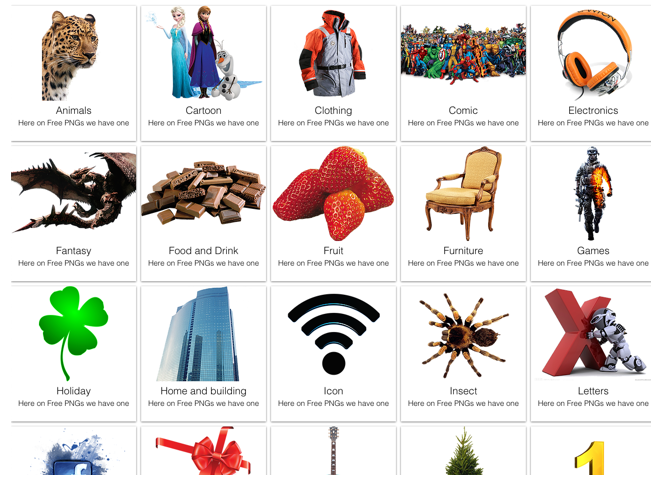 Animals
Here on Free PNGs we have one
Cartoon
Here on Free PNGs we have one
Clothing
Here on Free PNGs we have one
Comic
Here on Free PNGs we have one
Electronics
Here on Free PNGs we have one
Fantasy
Here on Free PNGs we have one
Food and Drink
Here on Free PNGs we have one
Fruit
Here on Free PNGs we have one
Furniture
Here on Free PNGs we have one
Games
Here on Free PNGs we have one
Holiday
Here on Free PNGs we have one
Home and building
Here on Free PNGs we have one
Icon
Here on Free PNGs we have one
Insect
Here on Free PNGs we have one
X
Letters
Here on Free PNGs we have one
f
1